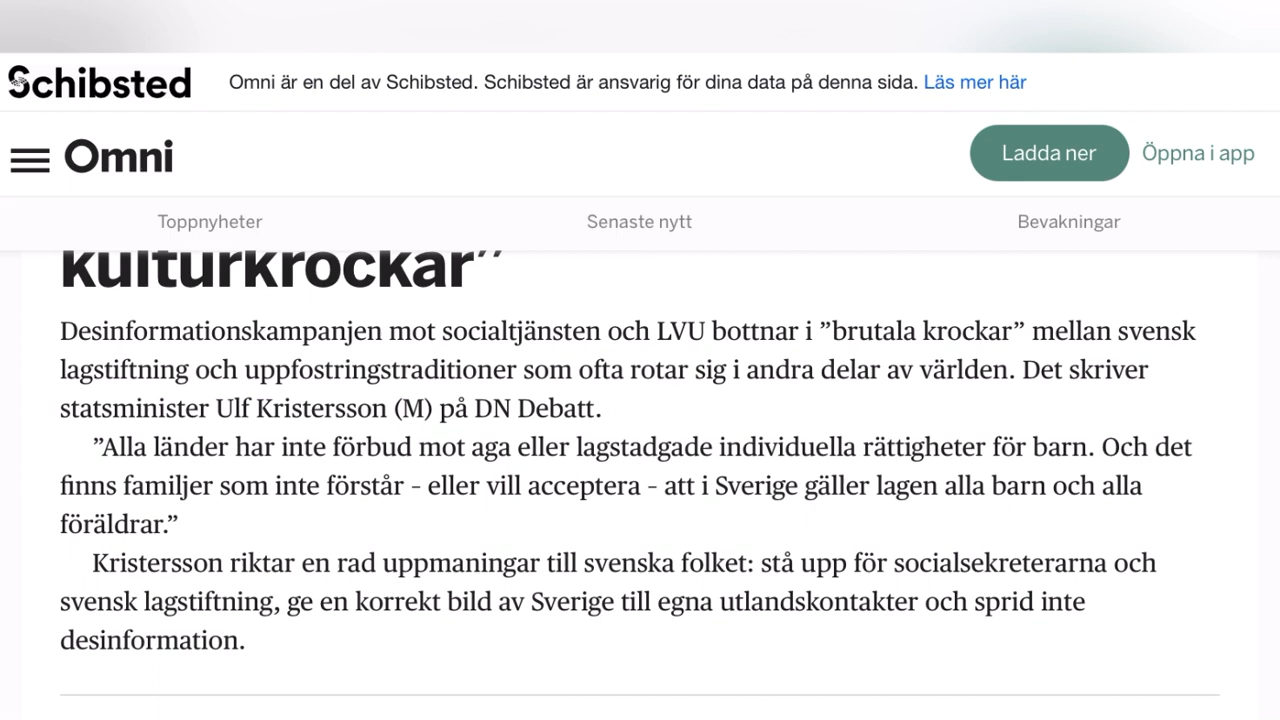 Schibsted
Omni är en del av Schibsted. Schibsted är ansvarig för dina data på denna sida. Läs mer här
Omni
Ladda ner
Öppna i app
Toppnyheter
Senaste nytt
Bevakningar
kulturkrockar”
Desinformationskampanjen mot socialtjänsten och LVU bottnar i ”brutala krockar” mellan svensk
lagstiftning och uppfostringstraditioner som ofta rotar sig i andra delar av världen. Det skriver
statsminister Ulf Kristersson (M) på DN Debatt.
”Alla länder har inte förbud mot aga eller lagstadgade individuella rättigheter för barn. Och det
finns familjer som inte förstår – eller vill acceptera – att i Sverige gäller lagen alla barn och alla
föräldrar.”
Kristersson riktar en rad uppmaningar till svenska folket: stå upp för socialsekreterarna och
svensk lagstiftning, ge en korrekt bild av Sverige till egna utlandskontakter och sprid inte
desinformation.